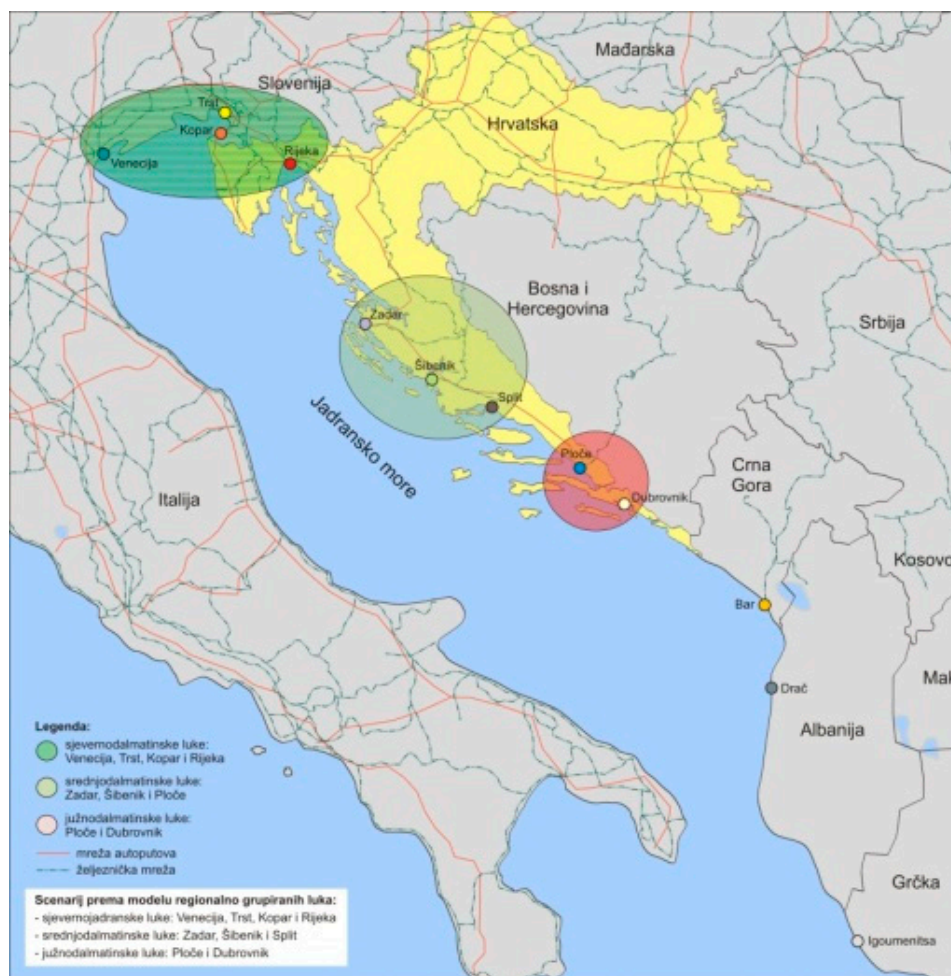 Mađarska
Slovenija
Trst
Kopar
Hrvatska
Venecija
Rijeka
Bosna i
Hercegovina
Zadar
Srbija
Šibenik
Split
Jadransko more
Ploče
Crna
Gora
Italija
Dubrovnik
Kosovo
Bar
Mak
Drač
Albanija
Legenda:
sjevernodalmatinske luke:
Venecija, Trst, Kopar i Rijeka
srednjodalmatinske luke:
Zadar, Šibenik i Ploče
južnodalmatinske luke:
Ploče i Dubrovnik
mreža autoputova
željeznička mreža
Grčka
Scenarij prema modelu regionalno grupiranih luka:
- sjevernojadranske luke: Venecija, Trst, Kopar i Rijeka
- srednjodalmatinske luke: Zadar, Šibenik i Split
- južnodalmatinske luke: Ploče i Dubrovnik
Igoumenitsa